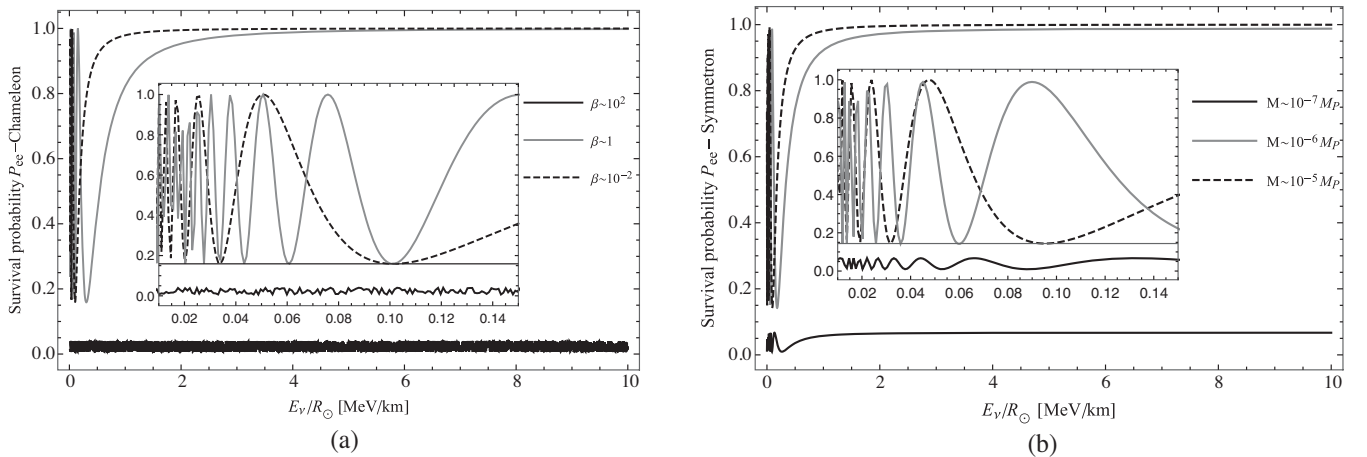 Survival probability P_ee−Chameleon
1.0
0.8
0.6
0.4
0.2
0.0
0 2 4 6 8 10
E_ν/R_⊙ [MeV/km]
1.0
0.8
0.6
0.4
0.2
0.0
0.02 0.04 0.06 0.08 0.10 0.12 0.14
β~10^2
β~1
β~10^-2
(a)
Survival probability P_ee− Symmetron
1.0
0.8
0.6
0.4
0.2
0.0
0 2 4 6 8 10
E_ν/R_⊙ [MeV/km]
1.0
0.8
0.6
0.4
0.2
0.0
0.02 0.04 0.06 0.08 0.10 0.12 0.14
M~10^-7 M_P
M~10^-6 M_P
M~10^-5 M_P
(b)